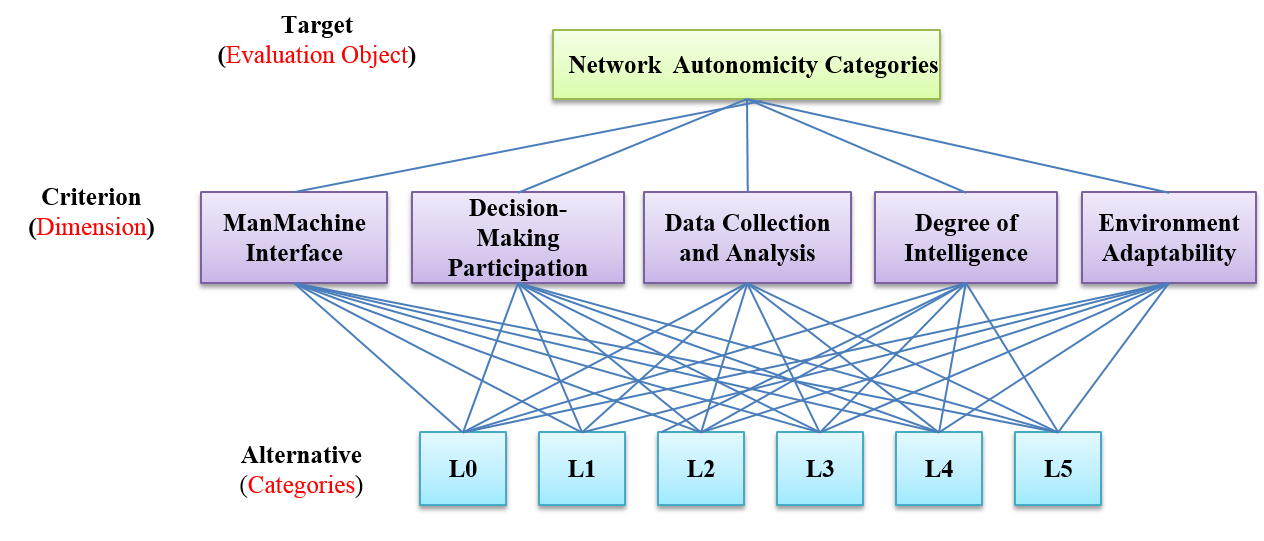 Target
(Evaluation Object)
Network Autonomicity Categories
Criterion
(Dimension)
ManMachine
Interface
Decision-
Making
Participation
Data Collection
and Analysis
Degree of
Intelligence
Environment
Adaptability
Alternative
(Categories)
L0
L1
L2
L3
L4
L5